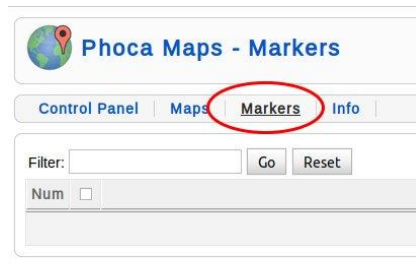 Phoca Maps - Markers
Control Panel Maps Markers Info
Filter: Go Reset
Num